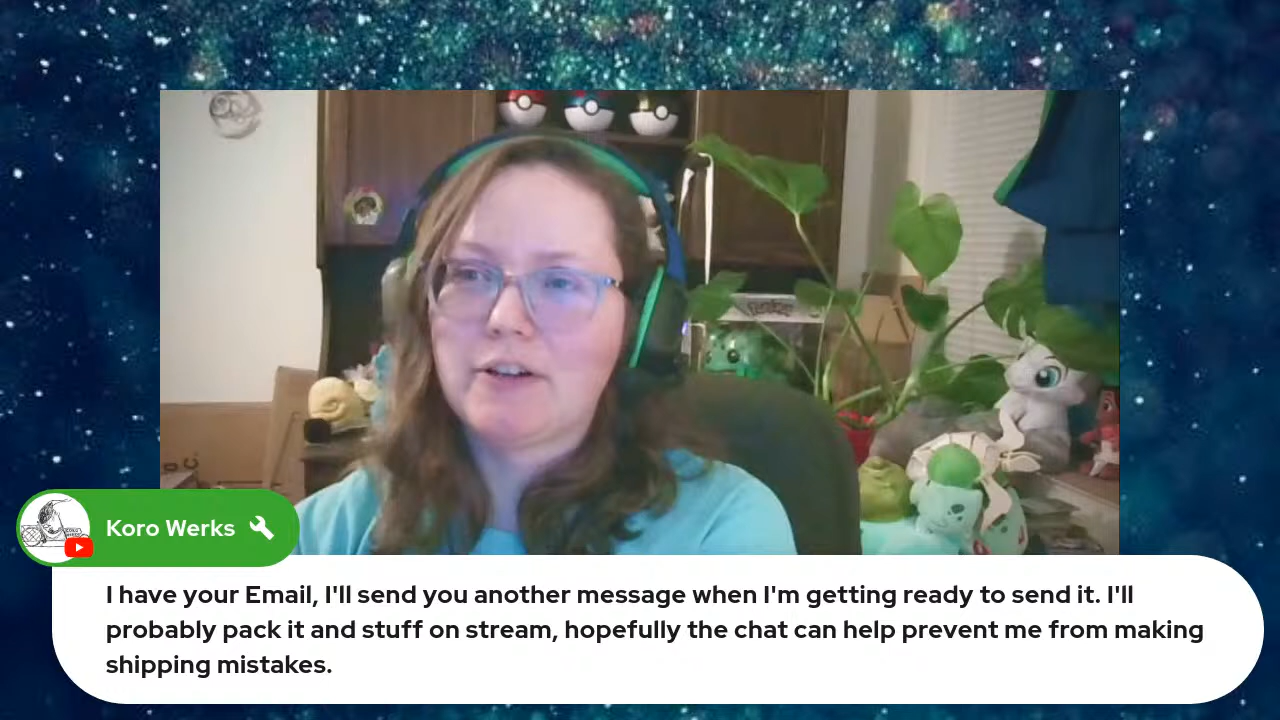 Koro Werks
I have your Email, I'll send you another message when I'm getting ready to send it. I'll
probably pack it and stuff on stream, hopefully the chat can help prevent me from making
shipping mistakes.